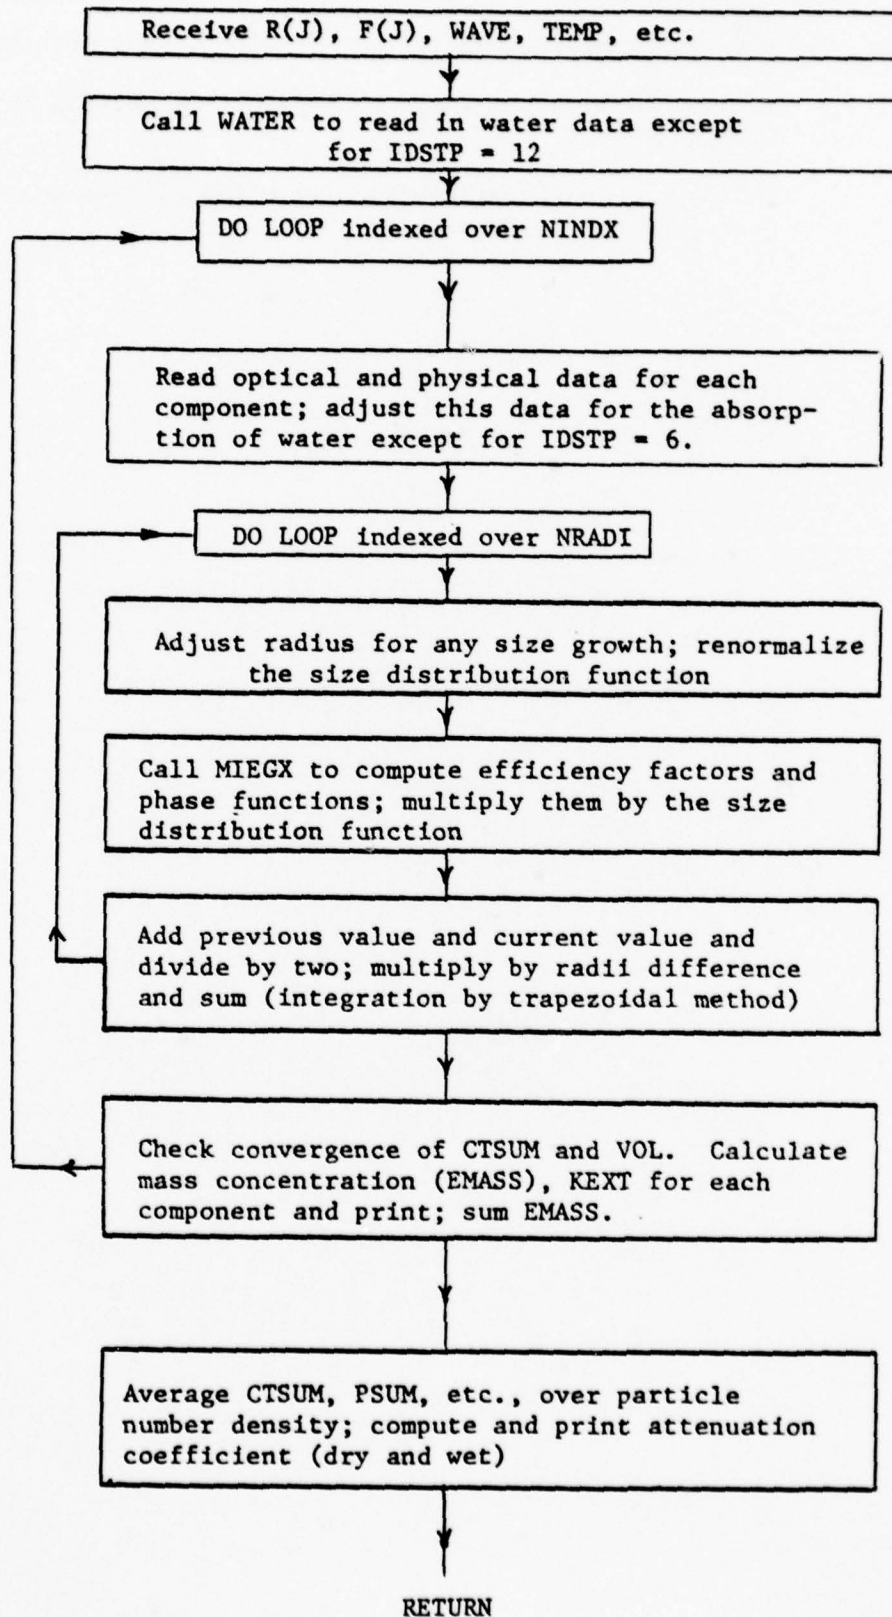 Receive R(J), F(J), WAVE, TEMP, etc.
Call WATER to read in water data except
for IDSTP = 12
DO LOOP indexed over NINDX
Read optical and physical data for each
component; adjust this data for the absorp-
tion of water except for IDSTP = 6.
DO LOOP indexed over NRADI
Adjust radius for any size growth; renormalize
the size distribution function
Call MIEGX to compute efficiency factors and
phase functions; multiply them by the size
distribution function
Add previous value and current value and
divide by two; multiply by radii difference
and sum (integration by trapezoidal method)
Check convergence of CTSUM and VOL. Calculate
mass concentration (EMASS), KEXT for each
component and print; sum EMASS.
Average CTSUM, PSUM, etc., over particle
number density; compute and print attenuation
coefficient (dry and wet)
RETURN